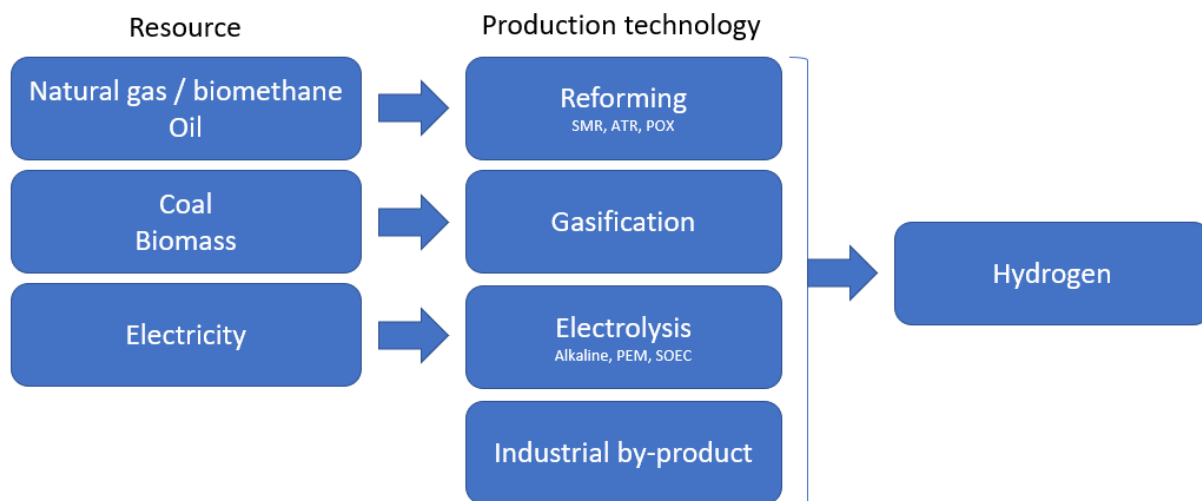 Resource
Production technology
Natural gas / biomethane
Oil
Reforming
SMR, ATR, POX
Coal
Biomass
Gasification
Hydrogen
Electricity
Electrolysis
Alkaline, PEM, SOEC
Industrial by-product